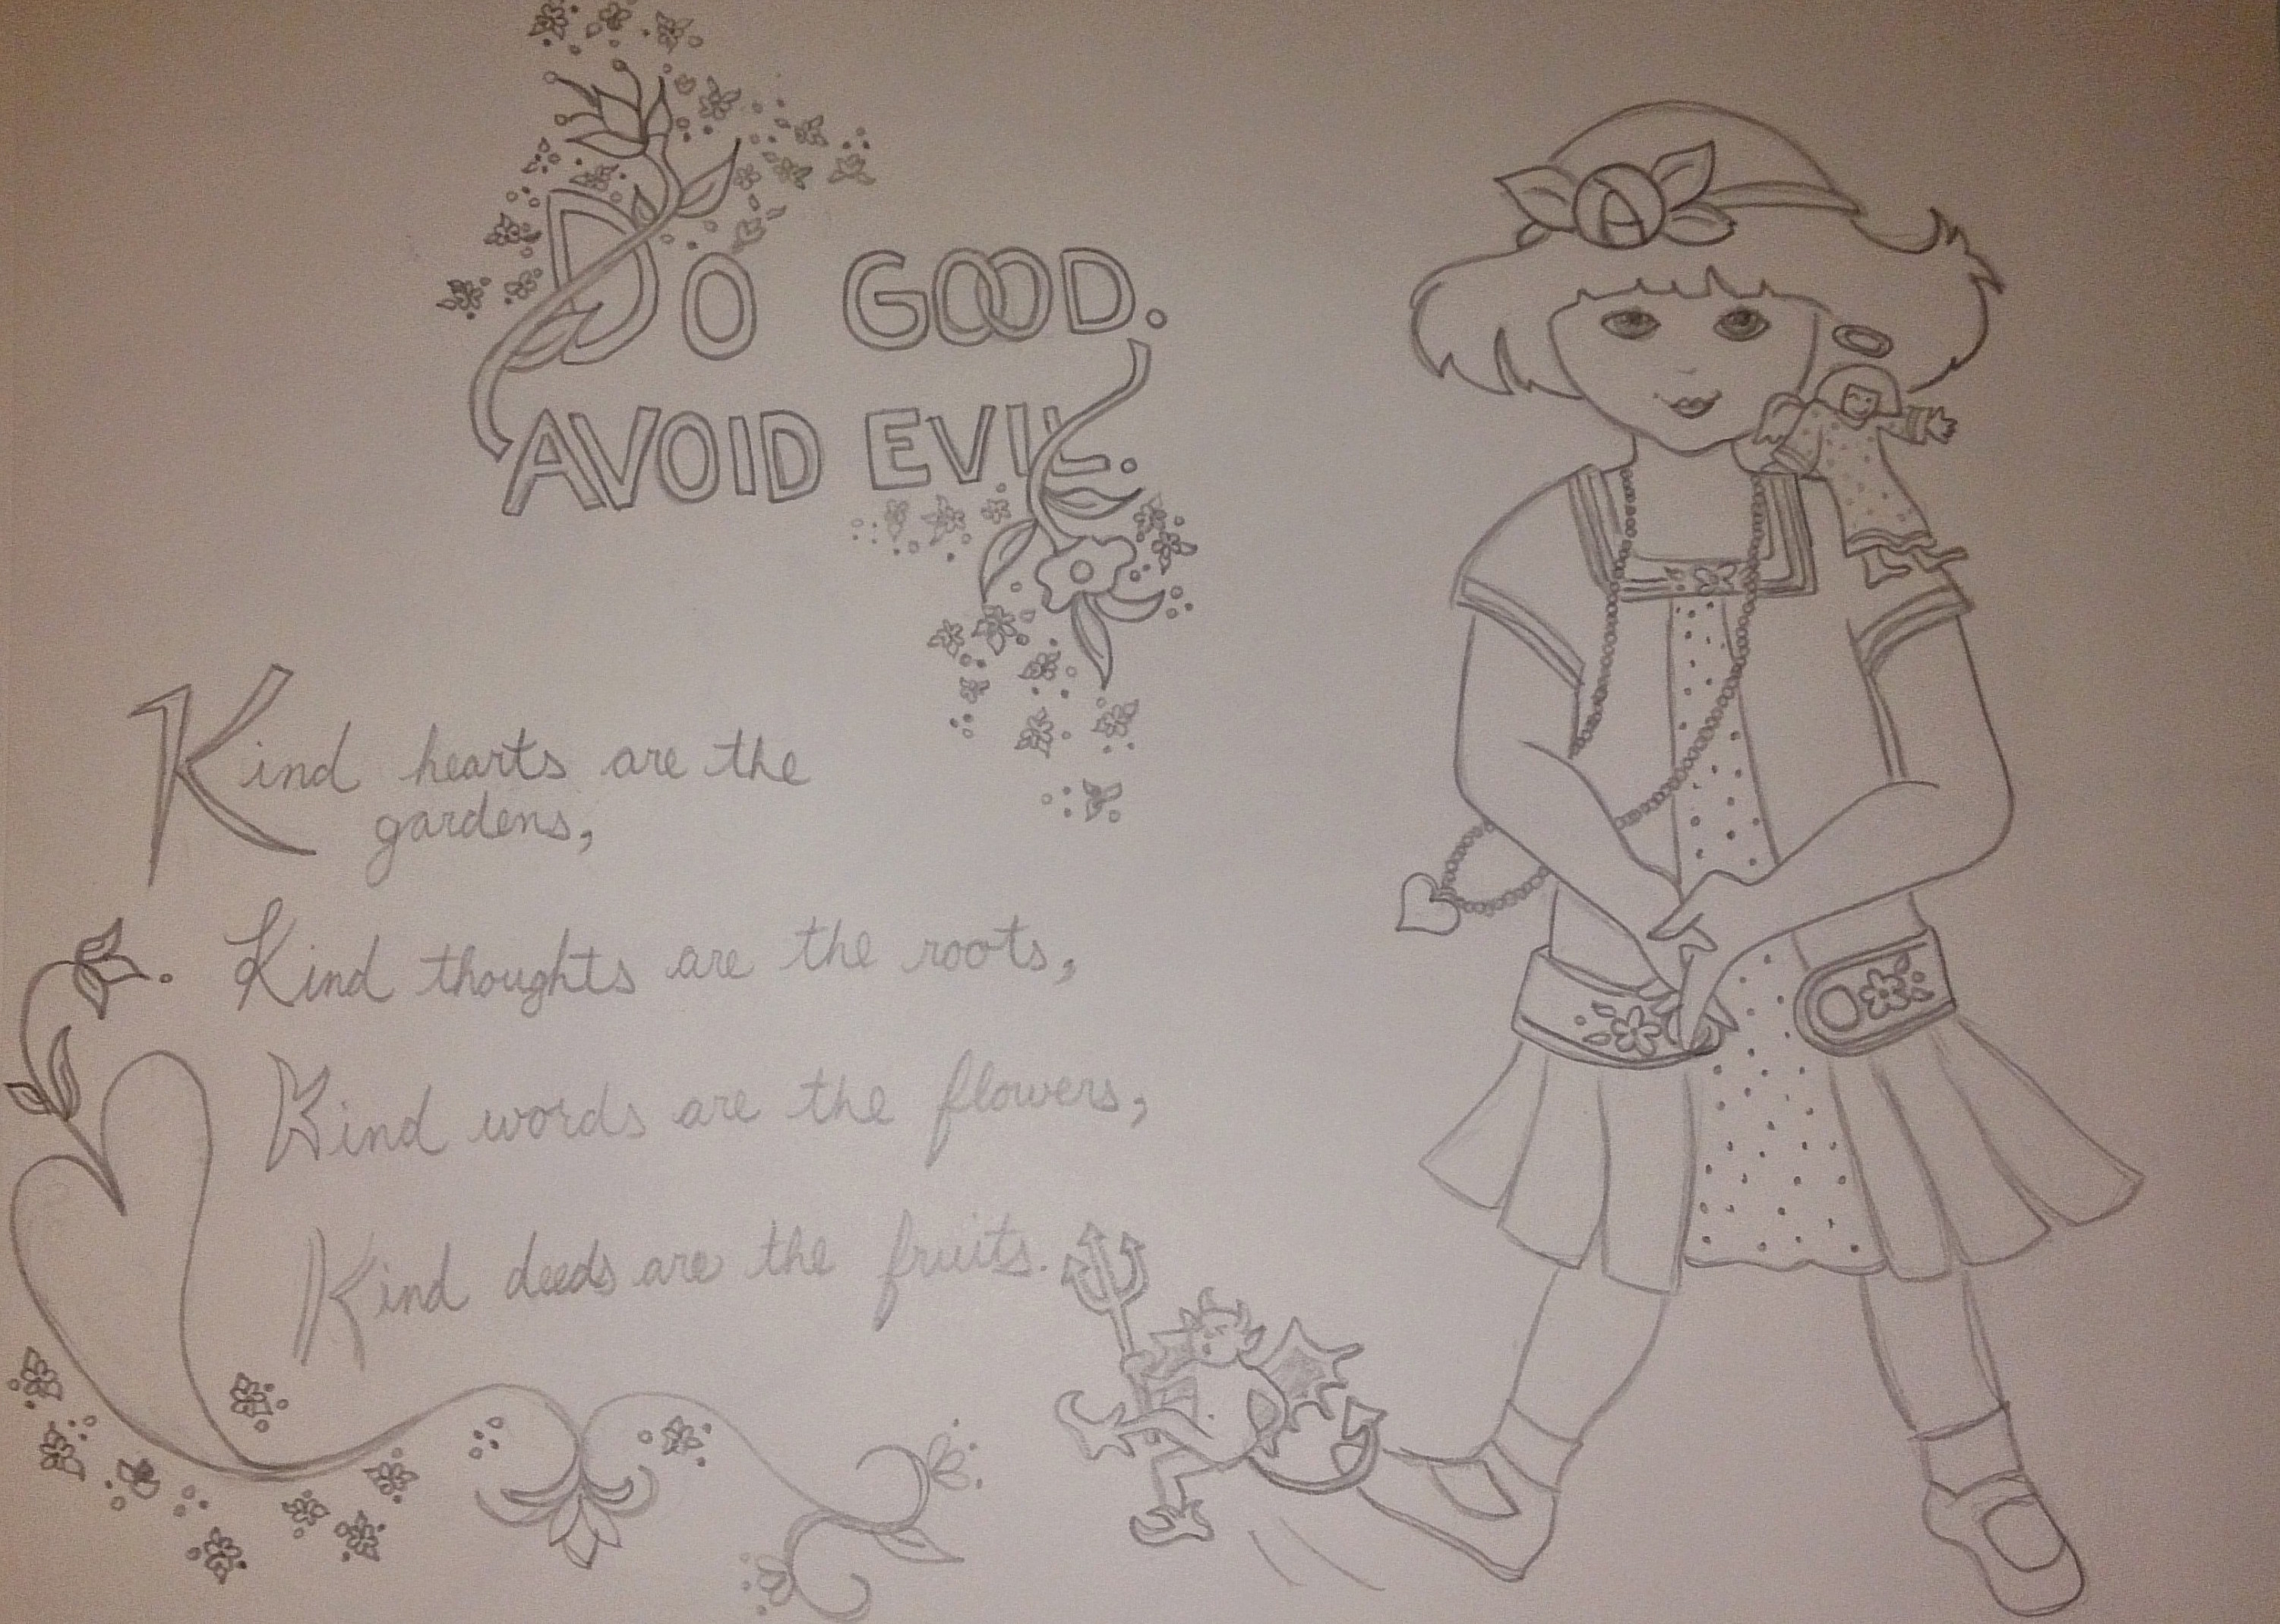 DO GOOD.
AVOID EVIL.
Kind hearts are the
gardens,
Kind thoughts are the roots,
Kind words are the flowers,
Kind deeds are the fruits.